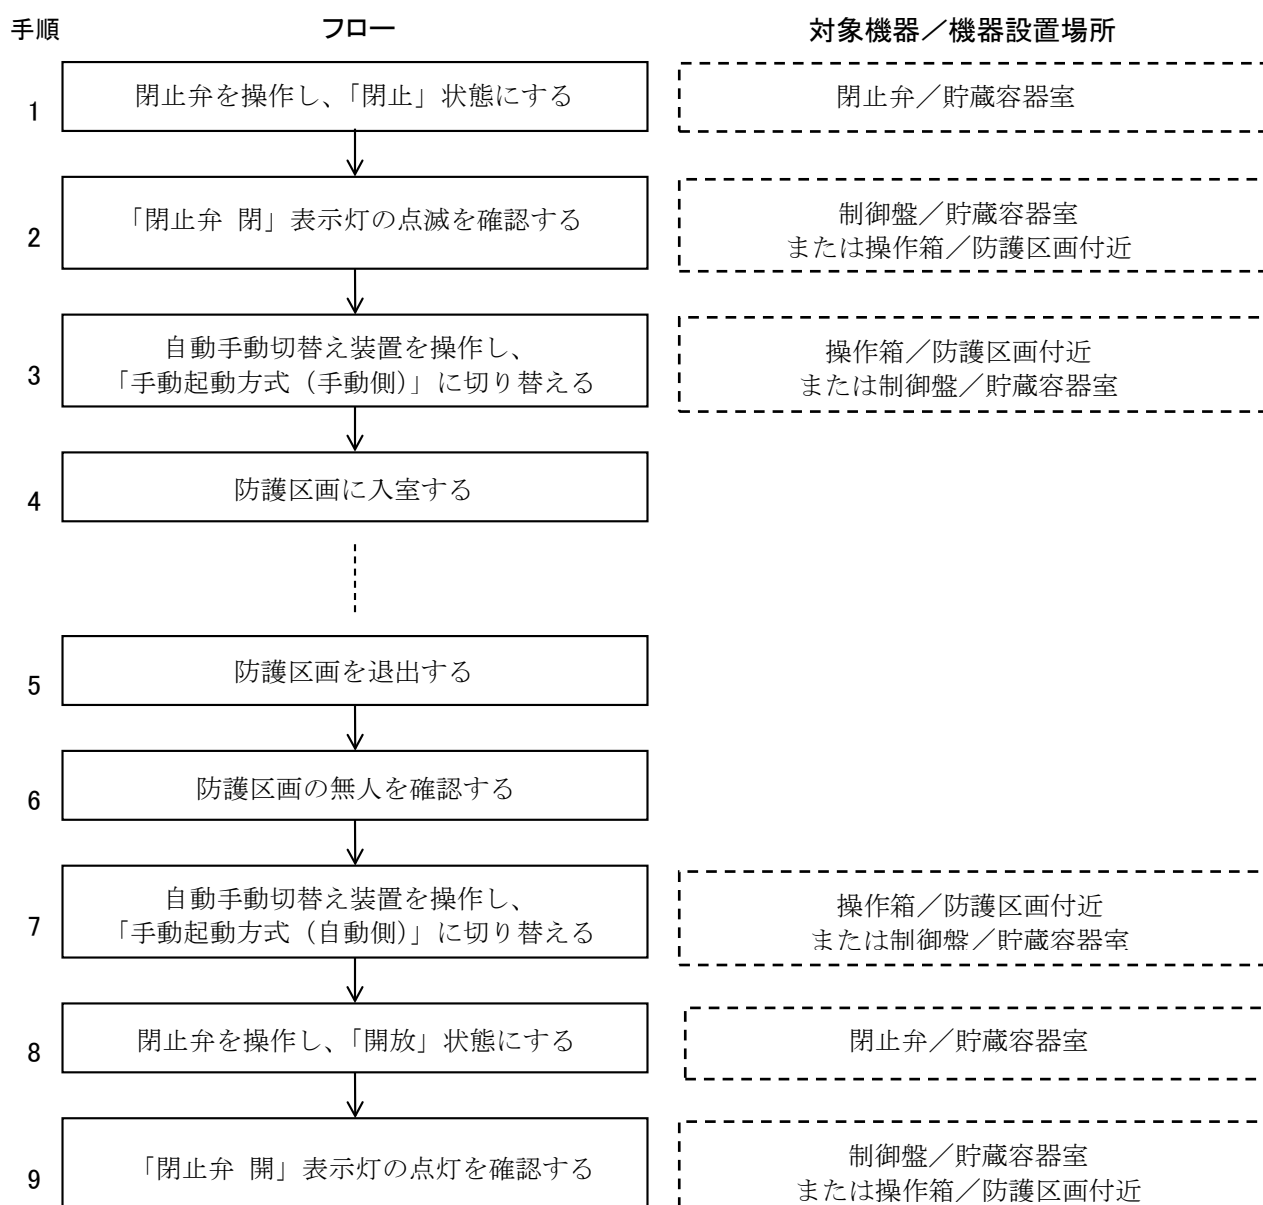 手順 フロー 対象機器／機器設置場所
1 閉止弁を操作し、「閉止」状態にする 閉止弁／貯蔵容器室
2 「閉止弁 閉」表示灯の点滅を確認する 制御盤／貯蔵容器室
または操作箱／防護区画付近
3 自動手動切替え装置を操作し、
「手動起動方式（手動側）」に切り替える 操作箱／防護区画付近
または制御盤／貯蔵容器室
4 防護区画に入室する
5 防護区画を退出する
6 防護区画の無人を確認する
7 自動手動切替え装置を操作し、
「手動起動方式（自動側）」に切り替える 操作箱／防護区画付近
または制御盤／貯蔵容器室
8 閉止弁を操作し、「開放」状態にする 閉止弁／貯蔵容器室
9 「閉止弁 開」表示灯の点灯を確認する 制御盤／貯蔵容器室
または操作箱／防護区画付近